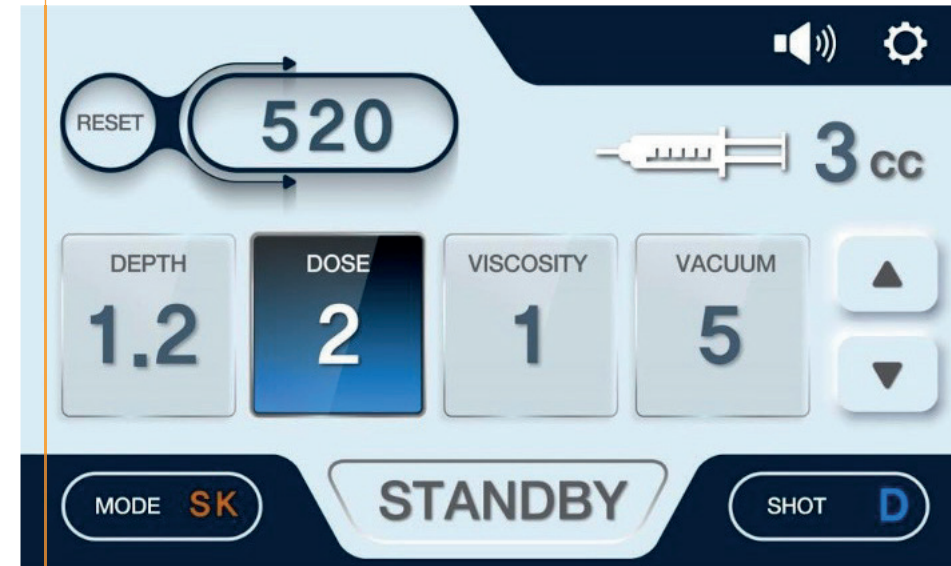 RESET
520
3 cc
DEPTH
1.2
DOSE
2
VISCOSITY
1
VACUUM
5
MODE SK
STANDBY
SHOT D